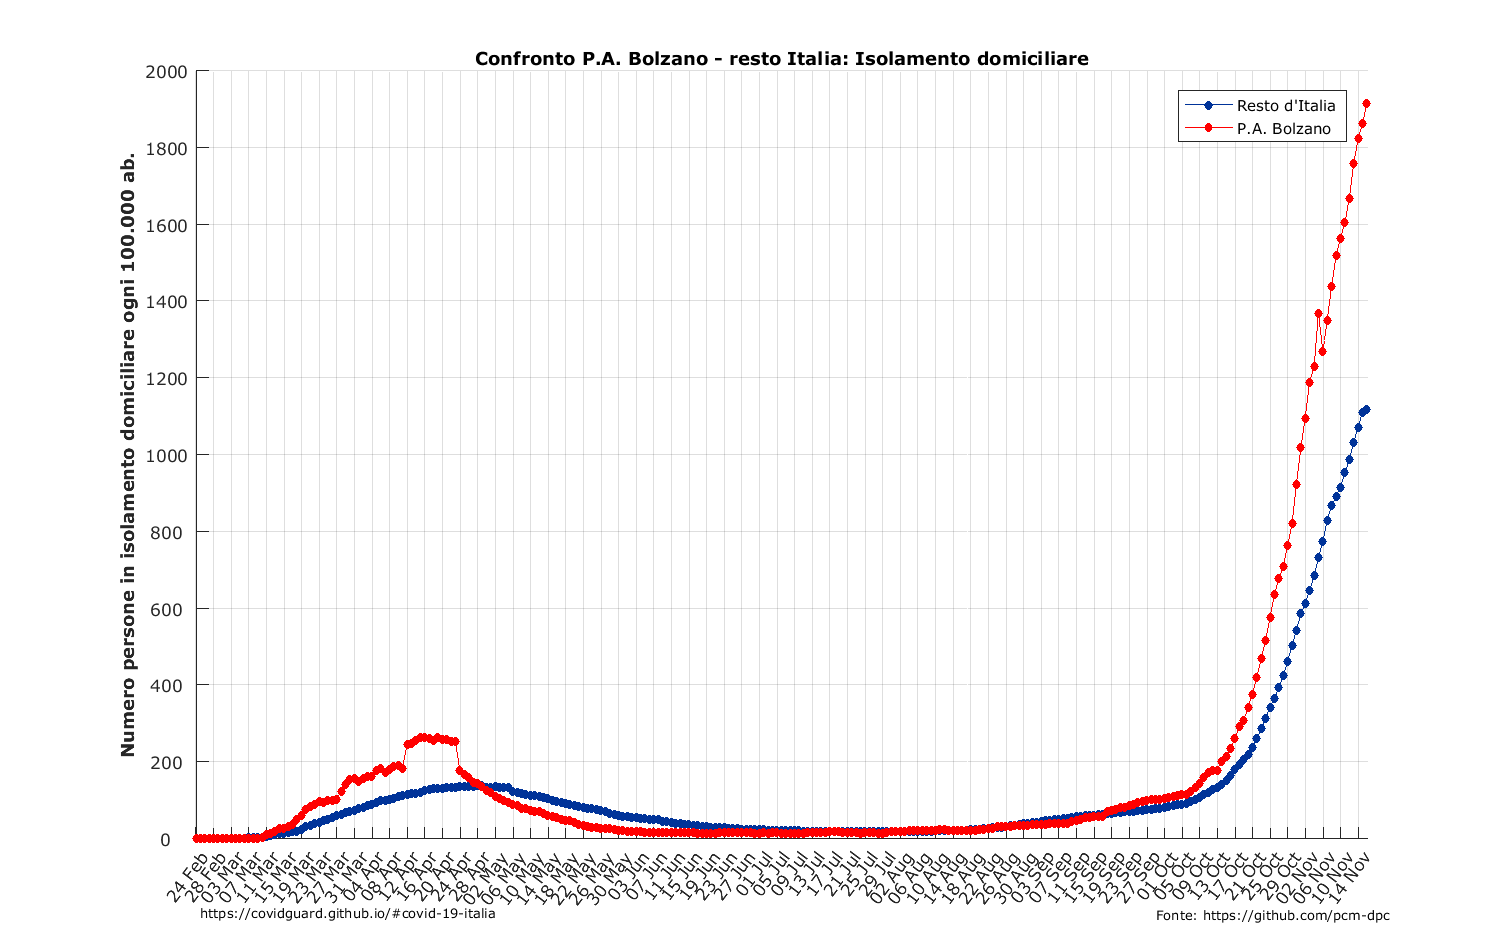 Confronto P.A. Bolzano - resto Italia: Isolamento domiciliare
Resto d'Italia
P.A. Bolzano
Numero persone in isolamento domiciliare ogni 100.000 ab.
2000
1800
1600
1400
1200
1000
800
600
400
200
0
24 Feb
28 Feb
03 Mar
07 Mar
11 Mar
15 Mar
19 Mar
23 Mar
27 Mar
31 Mar
04 Apr
08 Apr
12 Apr
16 Apr
20 Apr
24 Apr
28 Apr
02 May
06 May
10 May
14 May
18 May
22 May
26 May
30 May
03 Jun
07 Jun
11 Jun
15 Jun
19 Jun
23 Jun
27 Jun
01 Jul
05 Jul
09 Jul
13 Jul
17 Jul
21 Jul
25 Jul
29 Jul
02 Aug
06 Aug
10 Aug
14 Aug
18 Aug
22 Aug
26 Aug
30 Aug
03 Sep
07 Sep
11 Sep
15 Sep
19 Sep
23 Sep
27 Sep
01 Oct
05 Oct
09 Oct
13 Oct
17 Oct
21 Oct
25 Oct
29 Oct
02 Nov
06 Nov
10 Nov
14 Nov
https://covidguard.github.io/#covid-19-italia
Fonte: https://github.com/pcm-dpc